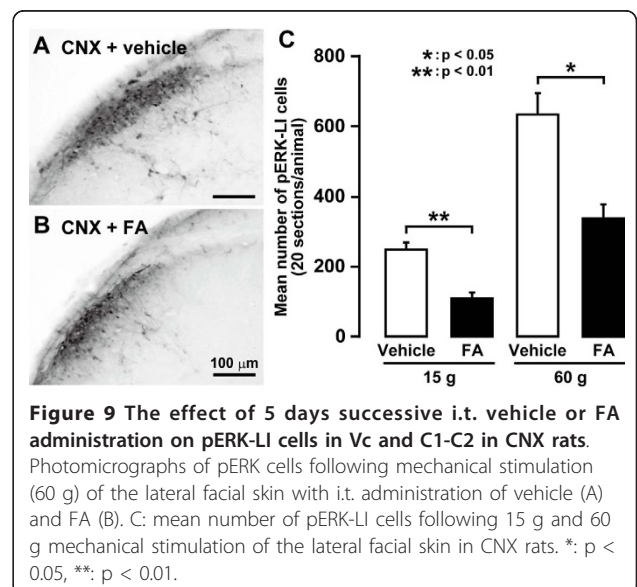 A CNX + vehicle
B CNX + FA
100 μm
C
*: p < 0.05
**: p < 0.01
Mean number of pERK-LI cells
(20 sections/animal)
800
600
400
200
0
**
*
Vehicle FA Vehicle FA
15 g 60 g
Figure 9 The effect of 5 days successive i.t. vehicle or FA
administration on pERK-LI cells in Vc and C1-C2 in CNX rats.
Photomicrographs of pERK cells following mechanical stimulation
(60 g) of the lateral facial skin with i.t. administration of vehicle (A)
and FA (B). C: mean number of pERK-LI cells following 15 g and 60
g mechanical stimulation of the lateral facial skin in CNX rats. *: p <
0.05, **: p < 0.01.